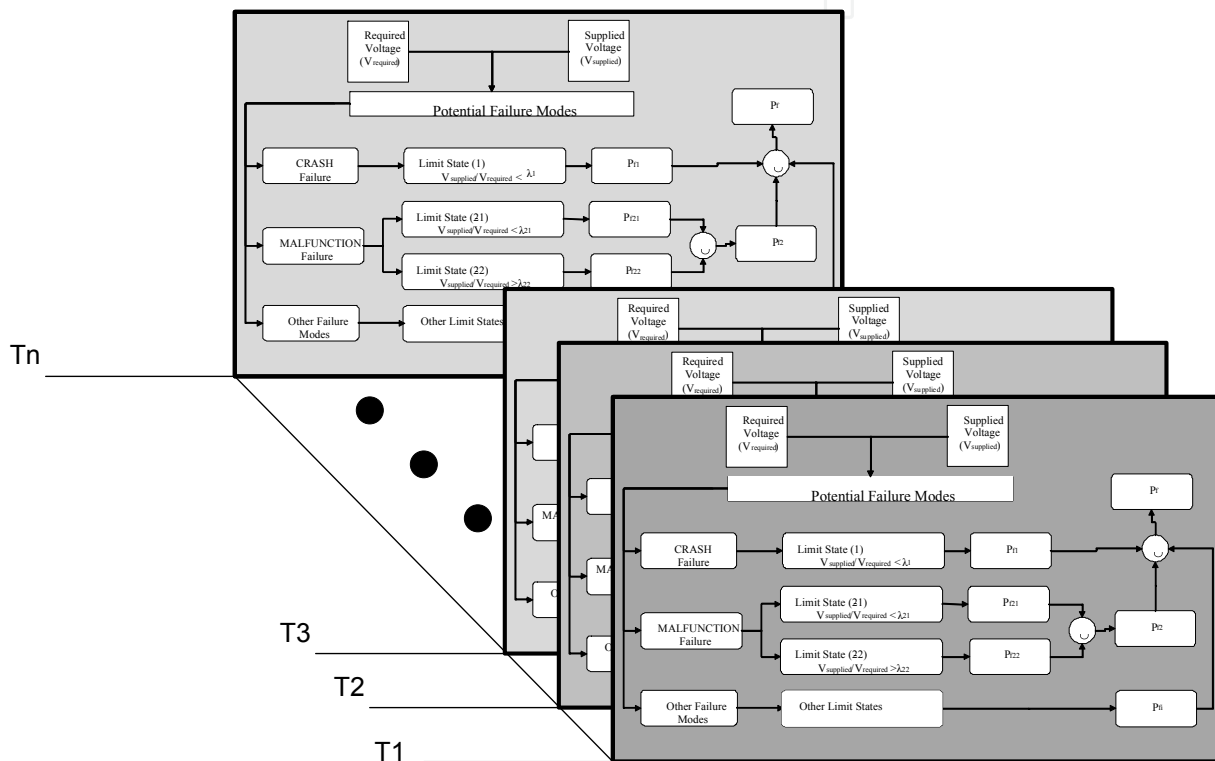 Required
Voltage
(Vrequired)
Supplied
Voltage
(Vsupplied)
Potential Failure Modes
Pf
CRASH
Failure
Limit State (1)
Vsupplied/Vrequired < λ1
Pf1
MALFUNCTION
Failure
Limit State (21)
Vsupplied/Vrequired < λ21
Pf21
Limit State (22)
Vsupplied/Vrequired >λ22
Pf22
Pf2
Other Failure
Modes
Other Limit States
Tn
Required
Voltage
(Vrequired)
Supplied
Voltage
(Vsupplied)
MA
O
T3
Required
Voltage
(Vrequired)
Supplied
Voltage
(Vsupplied)
MA
O
T2
Required
Voltage
(Vrequired)
Supplied
Voltage
(Vsupplied)
Potential Failure Modes
Pf
CRASH
Failure
Limit State (1)
Vsupplied/Vrequired < λ1
Pf1
MALFUNCTION
Failure
Limit State (21)
Vsupplied/Vrequired < λ21
Pf21
Limit State (22)
Vsupplied/Vrequired >λ22
Pf22
Pf2
Other Failure
Modes
Other Limit States
Pfi
T1